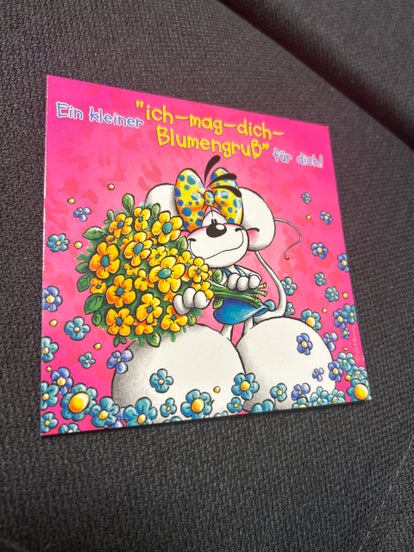 Ein kleiner "ich-mag-dich-
Blumengruß" für dich!